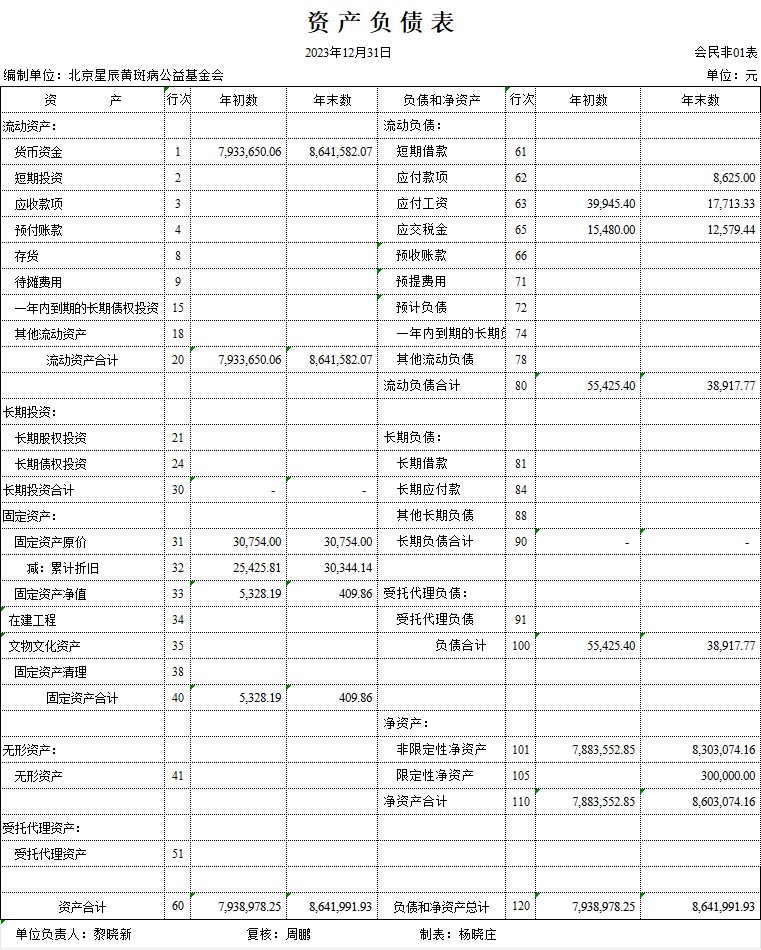 资产负债表
2023年12月31日 会民非01表
编制单位：北京星辰黄斑病公益基金会 单位：元
资 产 行次 年初数 年末数 负债和净资产 行次 年初数 年末数
流动资产： 流动负债：
货币资金 1 7,933,650.06 8,641,582.07 短期借款 61
短期投资 2 应付款项 62 8,625.00
应收款项 3 应付工资 63 39,945.40 17,713.33
预付账款 4 应交税金 65 15,480.00 12,579.44
存货 8 预收账款 66
待摊费用 9 预提费用 71
一年内到期的长期债权投资 15 预计负债 72
其他流动资产 18 一年内到期的长期 74
流动资产合计 20 7,933,650.06 8,641,582.07 其他流动负债 78
流动负债合计 80 55,425.40 38,917.77
长期投资：
长期股权投资 21 长期负债：
长期债权投资 24 长期借款 81
长期投资合计 30 - - 长期应付款 84
固定资产： 其他长期负债 88
固定资产原价 31 30,754.00 30,754.00 长期负债合计 90 - -
减：累计折旧 32 25,425.81 30,344.14
固定资产净值 33 5,328.19 409.86 受托代理负债：
在建工程 34 受托代理负债 91
文物文化资产 35 负债合计 100 55,425.40 38,917.77
固定资产清理 38
固定资产合计 40 5,328.19 409.86
净资产：
无形资产： 非限定性净资产 101 7,883,552.85 8,303,074.16
无形资产 41 限定性净资产 105 300,000.00
净资产合计 110 7,883,552.85 8,603,074.16
受托代理资产：
受托代理资产 51
资产合计 60 7,938,978.25 8,641,991.93 负债和净资产总计 120 7,938,978.25 8,641,991.93
单位负责人：黎晓新 复核：周鹏 制表：杨晓庄